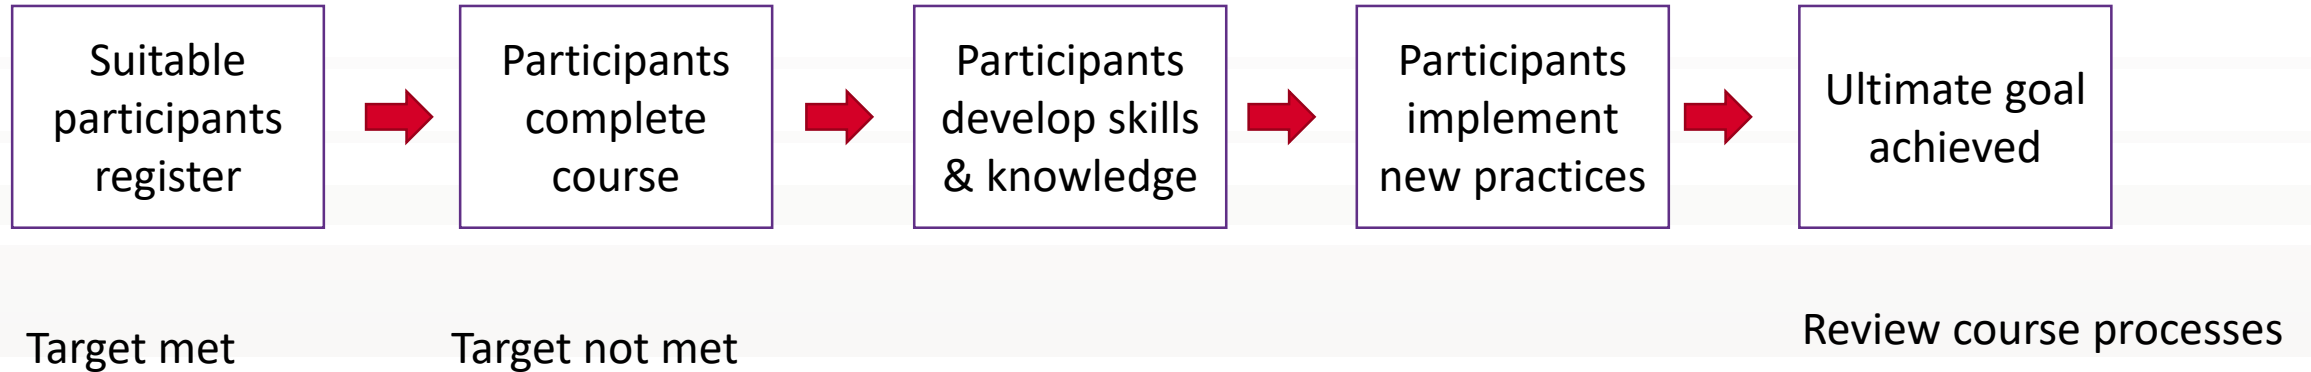 Suitable
participants
register
Participants
complete
course
Participants
develop skills
& knowledge
Participants
implement
new practices
Ultimate goal
achieved
Target met
Target not met
Review course processes